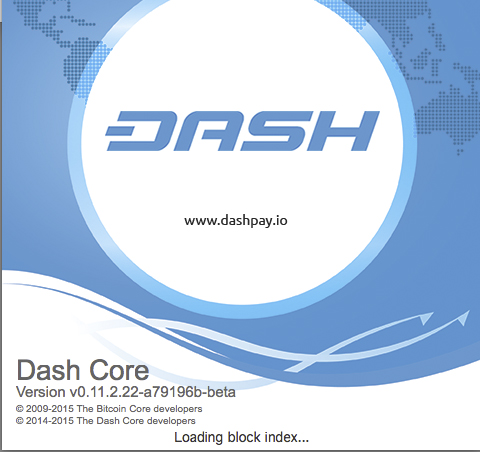 DASH
www.dashpay.io
Dash Core
Version v0.11.2.22-a79196b-beta
© 2009-2015 The Bitcoin Core developers
© 2014-2015 The Dash Core developers
Loading block index...